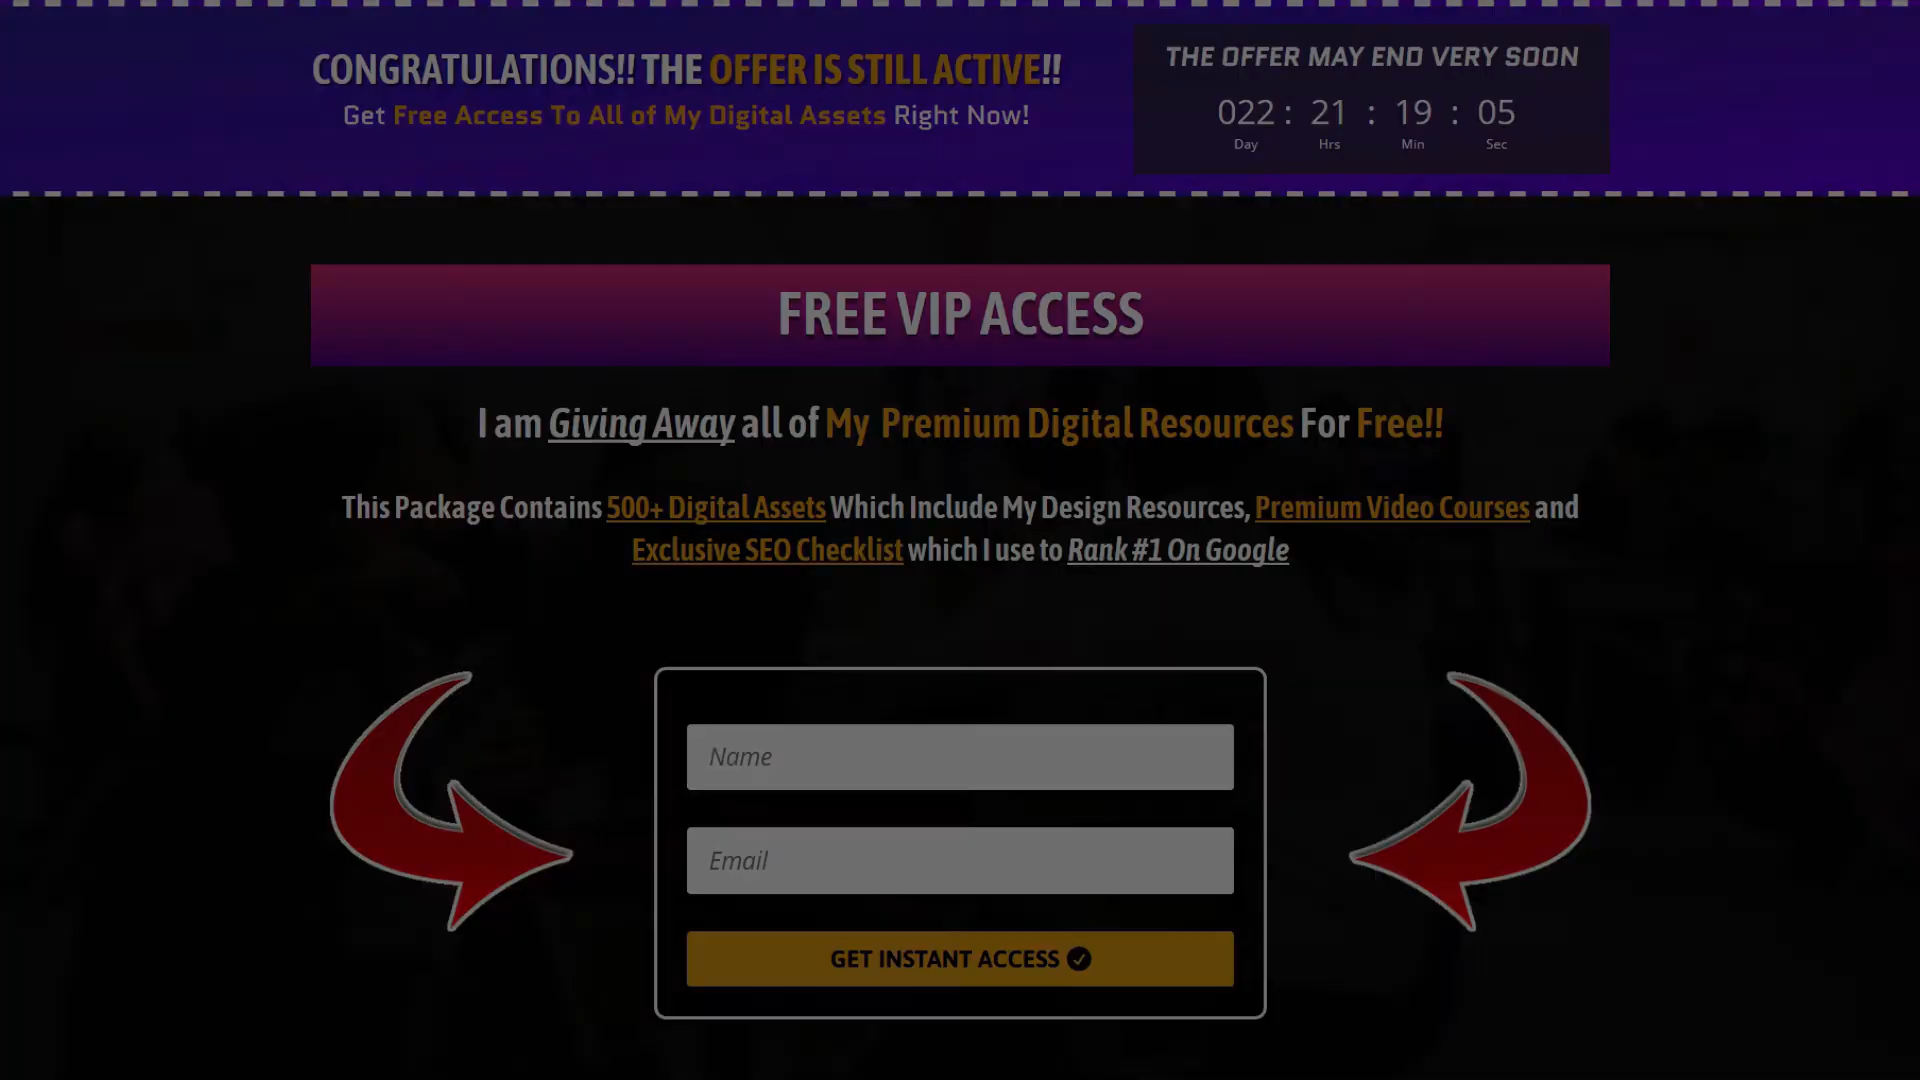 CONGRATULATIONS!! THE OFFER IS STILL ACTIVE!!
Get Free Access To All of My Digital Assets Right Now!
THE OFFER MAY END VERY SOON
022 : 21 : 19 : 05
Day Hrs Min Sec
FREE VIP ACCESS
I am Giving Away all of My Premium Digital Resources For Free!!
This Package Contains 500+ Digital Assets Which Include My Design Resources, Premium Video Courses and
Exclusive SEO Checklist which I use to Rank #1 On Google
Name
Email
GET INSTANT ACCESS